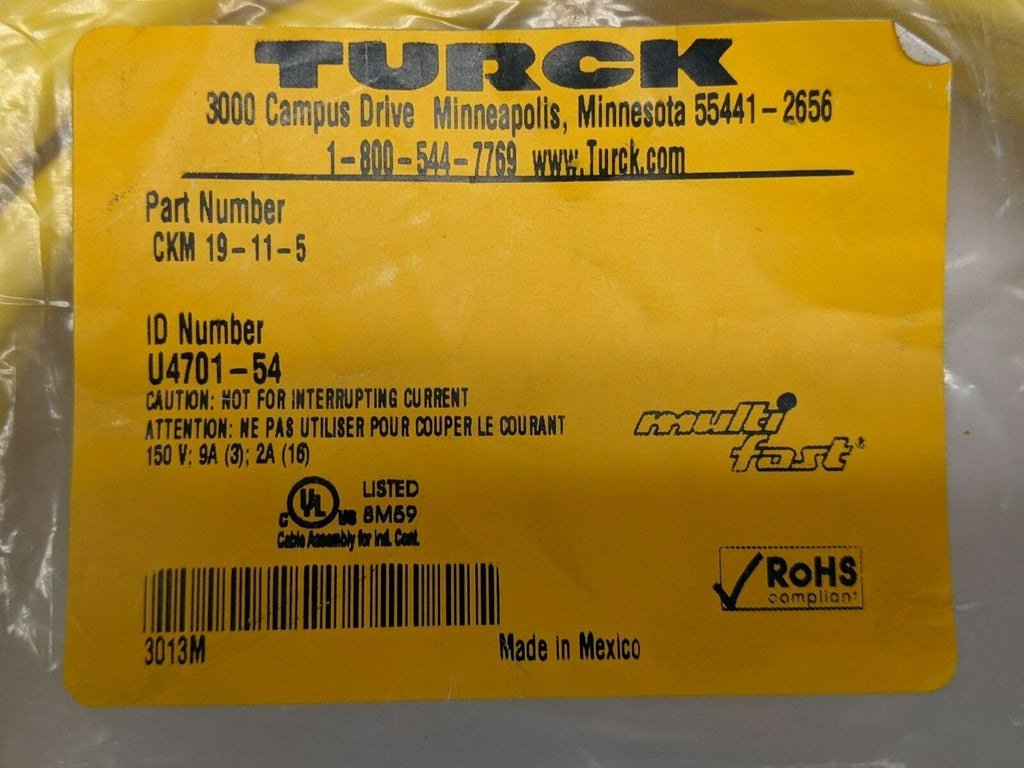 TURCK
3000 Campus Drive Minneapolis, Minnesota 55441-2656
1-800-544-7769 www.Turck.com
Part Number
CKM 19-11-5
ID Number
U4701-54
CAUTION: NOT FOR INTERRUPTING CURRENT
ATTENTION: NE PAS UTILISER POUR COUPER LE COURANT
150 V; 9A (3); 2A (16)
multi
fast®
C UL US LISTED
8M59
Cable Assembly for Ind. Cont.
RoHS
compliant
3013M
Made in Mexico